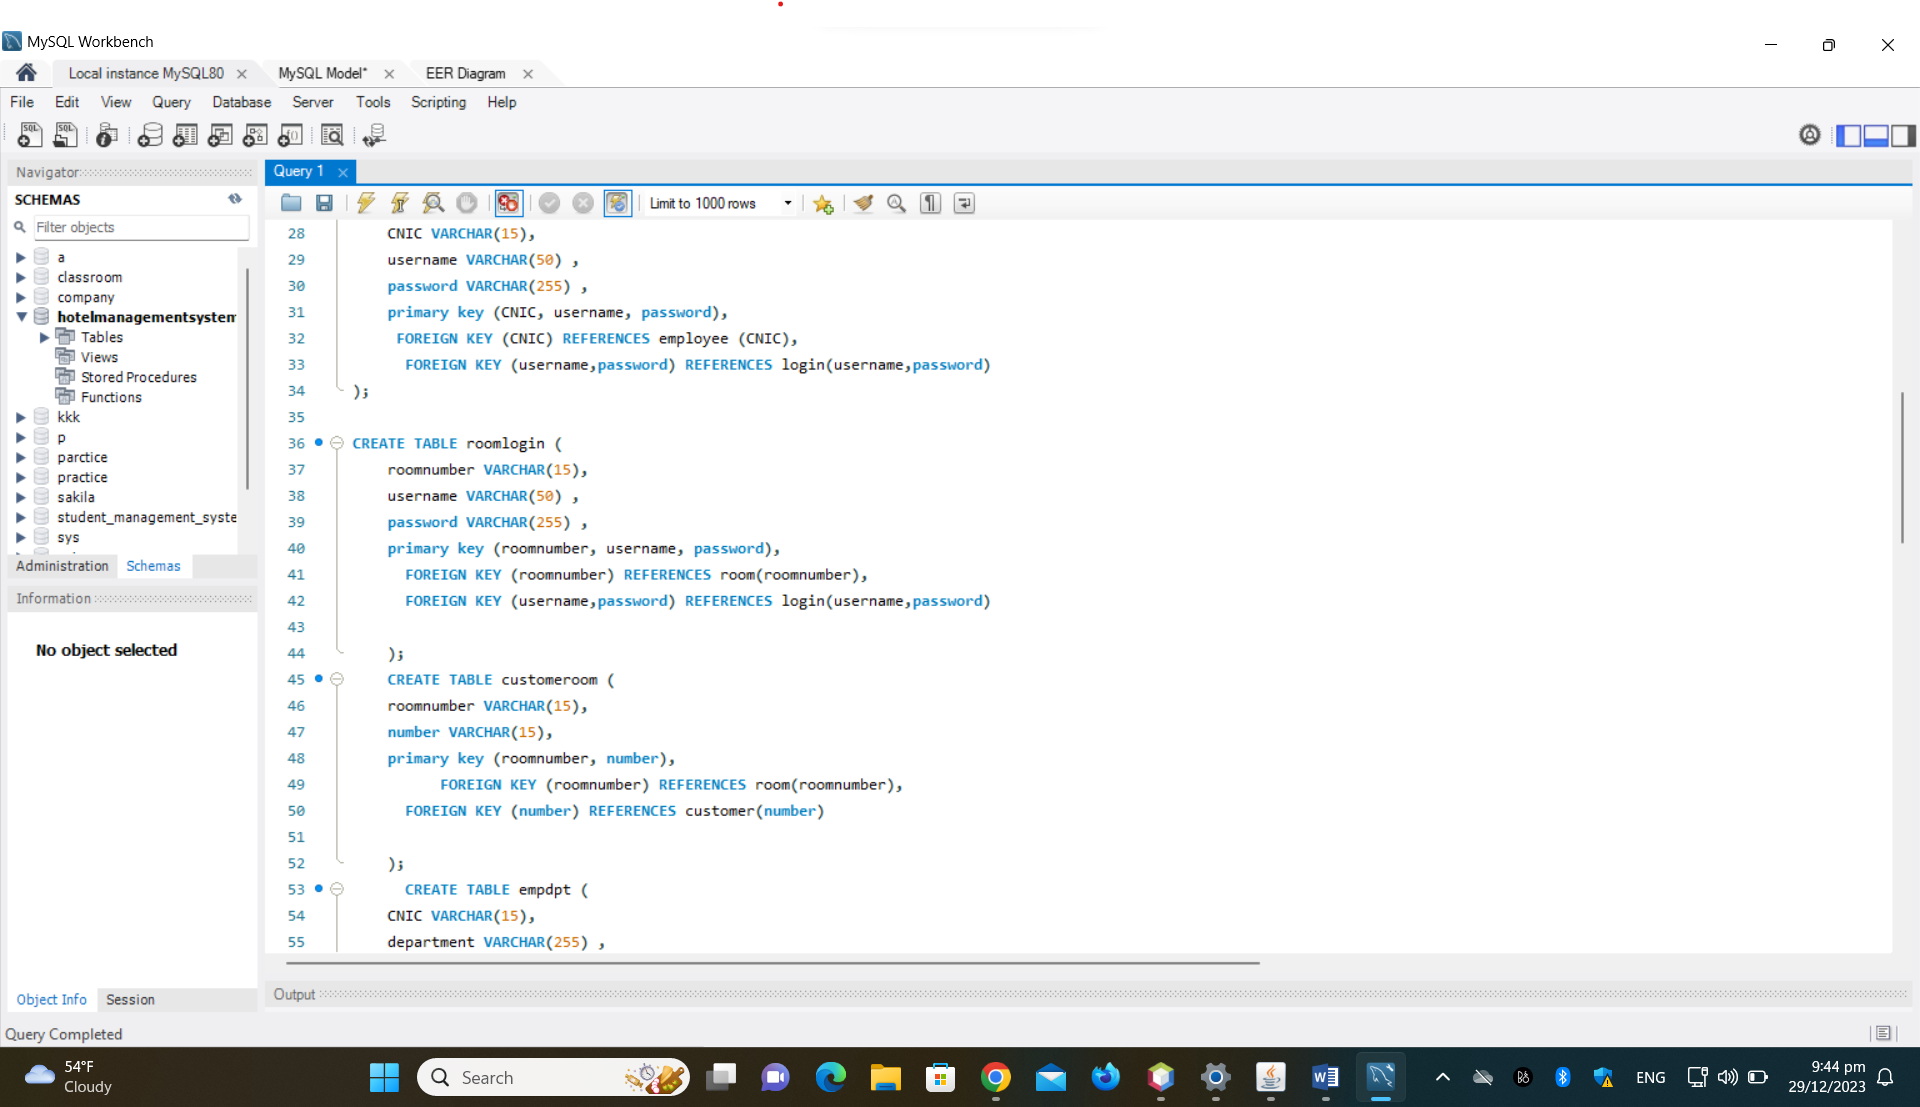 MySQL Workbench
Local instance MySQL80
MySQL Model*
EER Diagram
File Edit View Query Database Server Tools Scripting Help
Navigator
SCHEMAS
Filter objects
a
classroom
company
hotelmanagementsystem
Tables
Views
Stored Procedures
Functions
kkk
p
parctice
practice
sakila
student_management_syste
sys
Administration Schemas
Information
No object selected
Object Info Session
Query 1
Limit to 1000 rows
28 CNIC VARCHAR(15),
29 username VARCHAR(50) ,
30 password VARCHAR(255) ,
31 primary key (CNIC, username, password),
32 FOREIGN KEY (CNIC) REFERENCES employee (CNIC),
33 FOREIGN KEY (username,password) REFERENCES login(username,password)
34 );
35
36 CREATE TABLE roomlogin (
37 roomnumber VARCHAR(15),
38 username VARCHAR(50) ,
39 password VARCHAR(255) ,
40 primary key (roomnumber, username, password),
41 FOREIGN KEY (roomnumber) REFERENCES room(roomnumber),
42 FOREIGN KEY (username,password) REFERENCES login(username,password)
43
44 );
45 CREATE TABLE customeroom (
46 roomnumber VARCHAR(15),
47 number VARCHAR(15),
48 primary key (roomnumber, number),
49 FOREIGN KEY (roomnumber) REFERENCES room(roomnumber),
50 FOREIGN KEY (number) REFERENCES customer(number)
51
52 );
53 CREATE TABLE empdpt (
54 CNIC VARCHAR(15),
55 department VARCHAR(255) ,
Output
Query Completed
54°F
Cloudy
Search
ENG
9:44 pm
29/12/2023